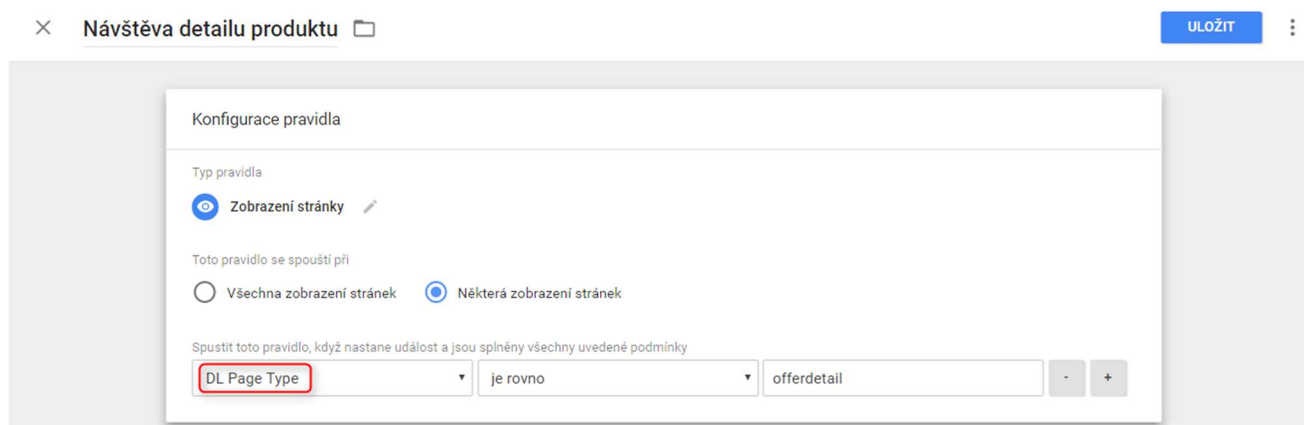 Návštěva detailu produktu
ULOŽIT
Konfigurace pravidla
Typ pravidla
Zobrazení stránky
Toto pravidlo se spouští při
Všechna zobrazení stránek Některá zobrazení stránek
Spustit toto pravidlo, když nastane událost a jsou splněny všechny uvedené podmínky
DL Page Type je rovno offerdetail - +